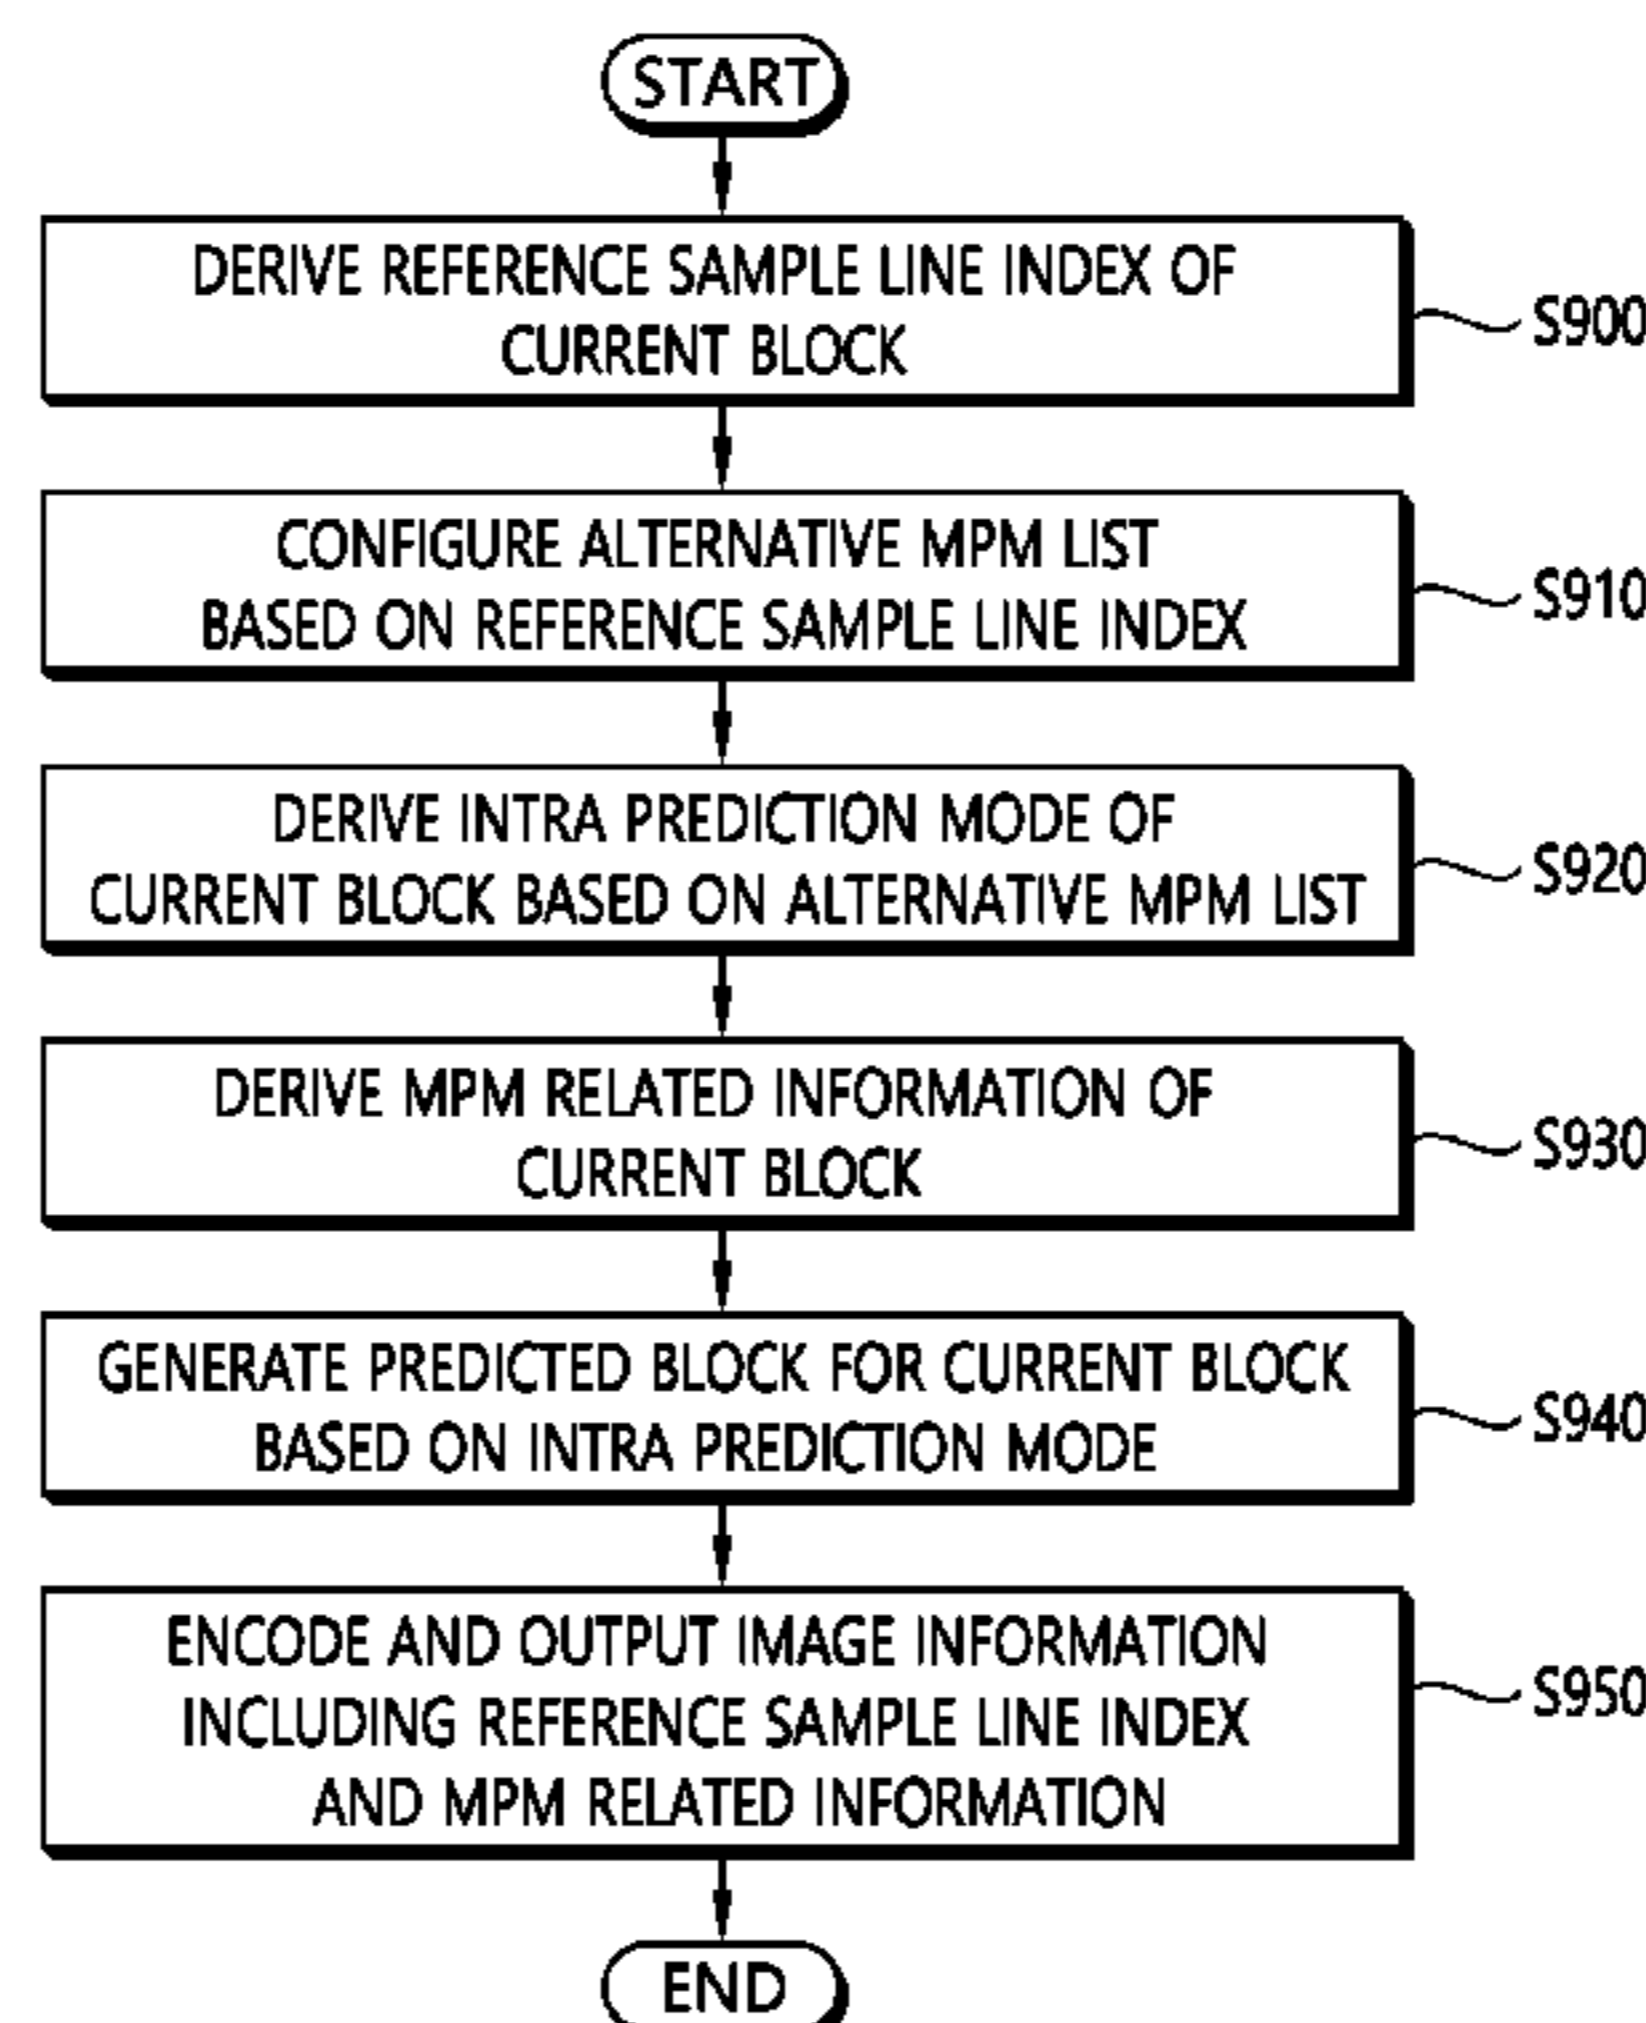 START
DERIVE REFERENCE SAMPLE LINE INDEX OF
CURRENT BLOCK
S900
CONFIGURE ALTERNATIVE MPM LIST
BASED ON REFERENCE SAMPLE LINE INDEX
S910
DERIVE INTRA PREDICTION MODE OF
CURRENT BLOCK BASED ON ALTERNATIVE MPM LIST
S920
DERIVE MPM RELATED INFORMATION OF
CURRENT BLOCK
S930
GENERATE PREDICTED BLOCK FOR CURRENT BLOCK
BASED ON INTRA PREDICTION MODE
S940
ENCODE AND OUTPUT IMAGE INFORMATION
INCLUDING REFERENCE SAMPLE LINE INDEX
AND MPM RELATED INFORMATION
S950
END